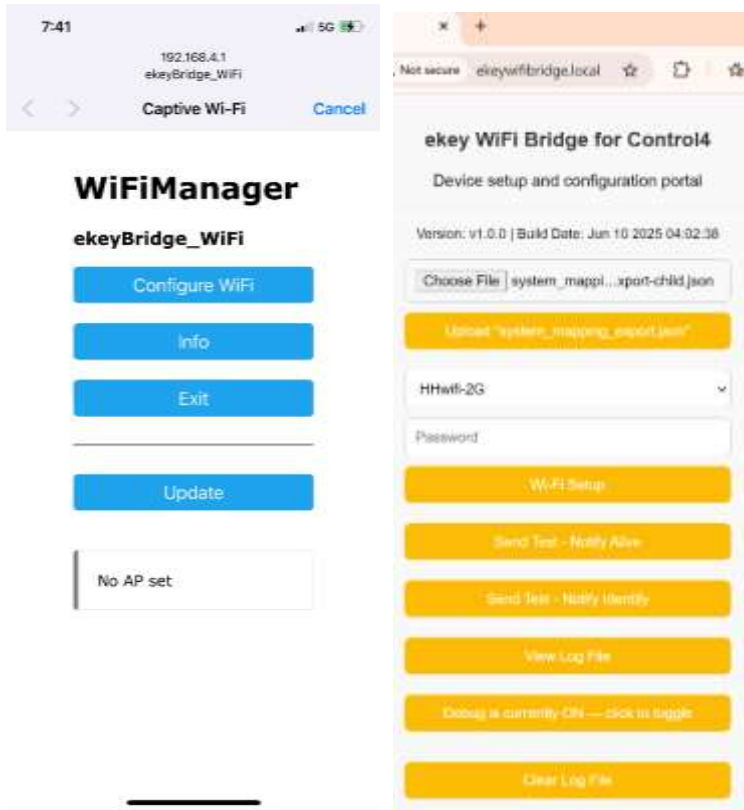 7:41
5G
192.168.4.1
ekeyBridge_WiFi
Captive Wi-Fi
Cancel
WiFiManager
ekeyBridge_WiFi
Configure WiFi
Info
Exit
Update
No AP set
Not secure
ekeywifibridge.local
ekey WiFi Bridge for Control4
Device setup and configuration portal
Version: v1.0.0 | Build Date: Jun 10 2025 04:02:38
Choose File system_mappi...xport-child.json
Upload "system_mapping_export.json"
HHwifi-2G
Password
Wi-Fi Setup
Send Test - Notify Alive
Send Test - Notify Identify
View Log File
Debug is currently ON — click to toggle
Clear Log File